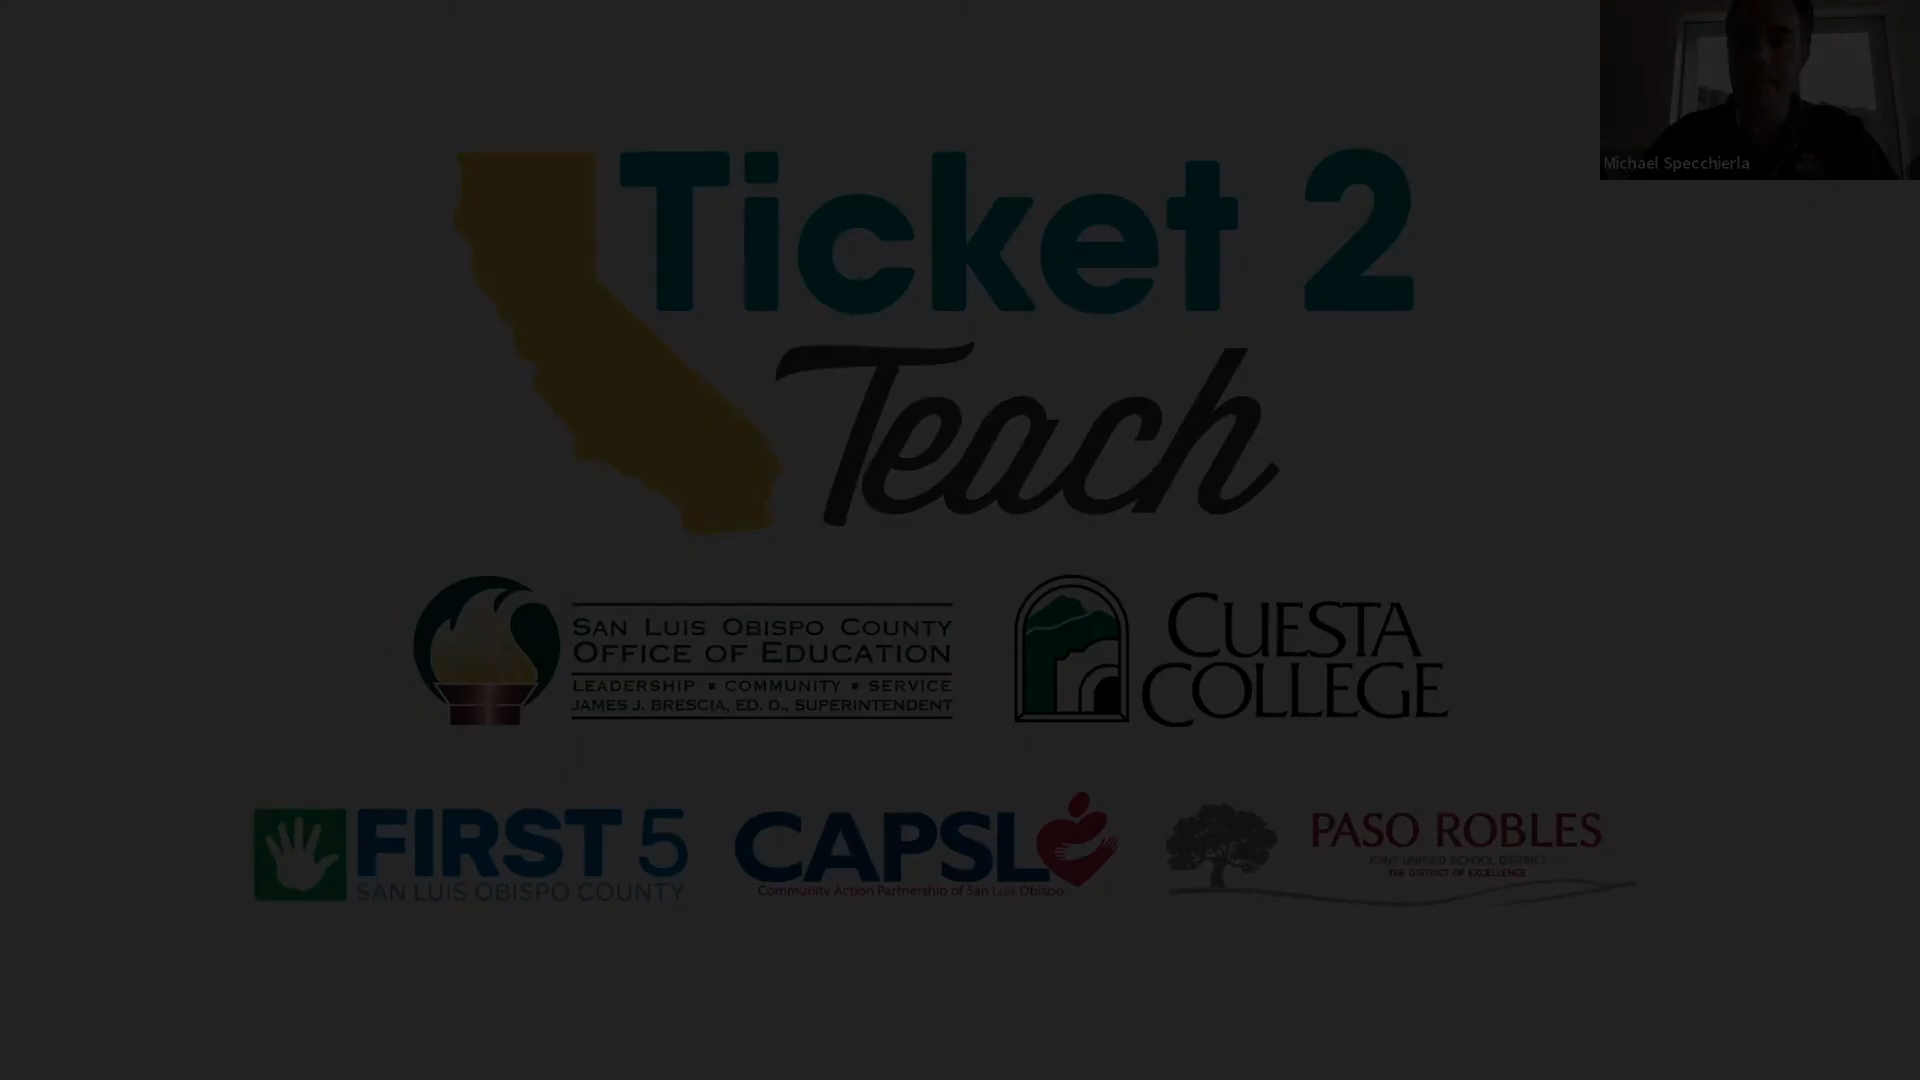 Michael Specchierla
Ticket 2
Teach
SAN LUIS OBISPO COUNTY
OFFICE OF EDUCATION
LEADERSHIP • COMMUNITY • SERVICE
JAMES J. BRESCIA, ED. D., SUPERINTENDENT
CUESTA
COLLEGE
FIRST 5
SAN LUIS OBISPO COUNTY
CAPSLO
Community Action Partnership of San Luis Obispo
PASO ROBLES
JOINT UNIFIED SCHOOL DISTRICT
THE DISTRICT OF EXCELLENCE